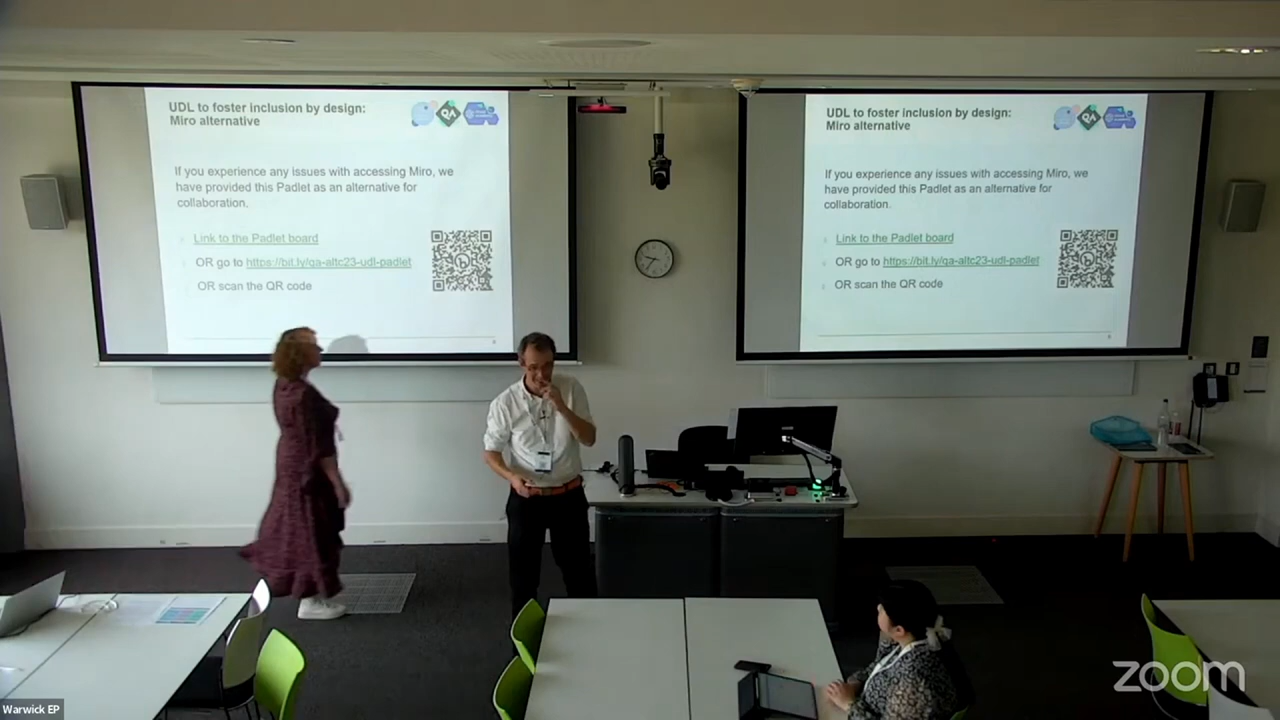 UDL to foster inclusion by design:
Miro alternative
QA
If you experience any issues with accessing Miro, we
have provided this Padlet as an alternative for
collaboration.
Link to the Padlet board
OR go to https://bit.ly/qa-altc23-udl-padlet
OR scan the QR code
UDL to foster inclusion by design:
Miro alternative
QA
If you experience any issues with accessing Miro, we
have provided this Padlet as an alternative for
collaboration.
Link to the Padlet board
OR go to https://bit.ly/qa-altc23-udl-padlet
OR scan the QR code
Warwick EP
zoom